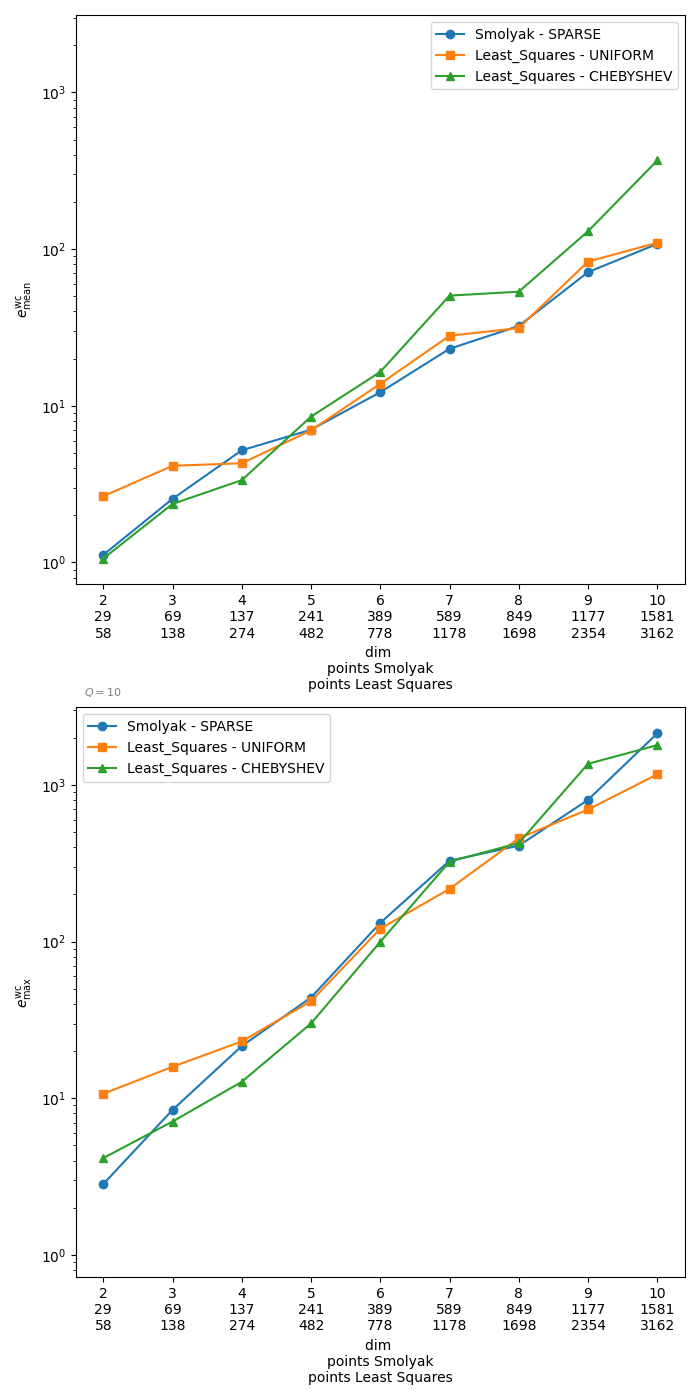 Smolyak - SPARSE
Least_Squares - UNIFORM
Least_Squares - CHEBYSHEV
10³
10²
10¹
10⁰
e^wc_mean
2 3 4 5 6 7 8 9 10
29 69 137 241 389 589 849 1177 1581
58 138 274 482 778 1178 1698 2354 3162
dim
points Smolyak
points Least Squares
Q = 10
Smolyak - SPARSE
Least_Squares - UNIFORM
Least_Squares - CHEBYSHEV
10³
10²
10¹
10⁰
e^wc_max
2 3 4 5 6 7 8 9 10
29 69 137 241 389 589 849 1177 1581
58 138 274 482 778 1178 1698 2354 3162
dim
points Smolyak
points Least Squares